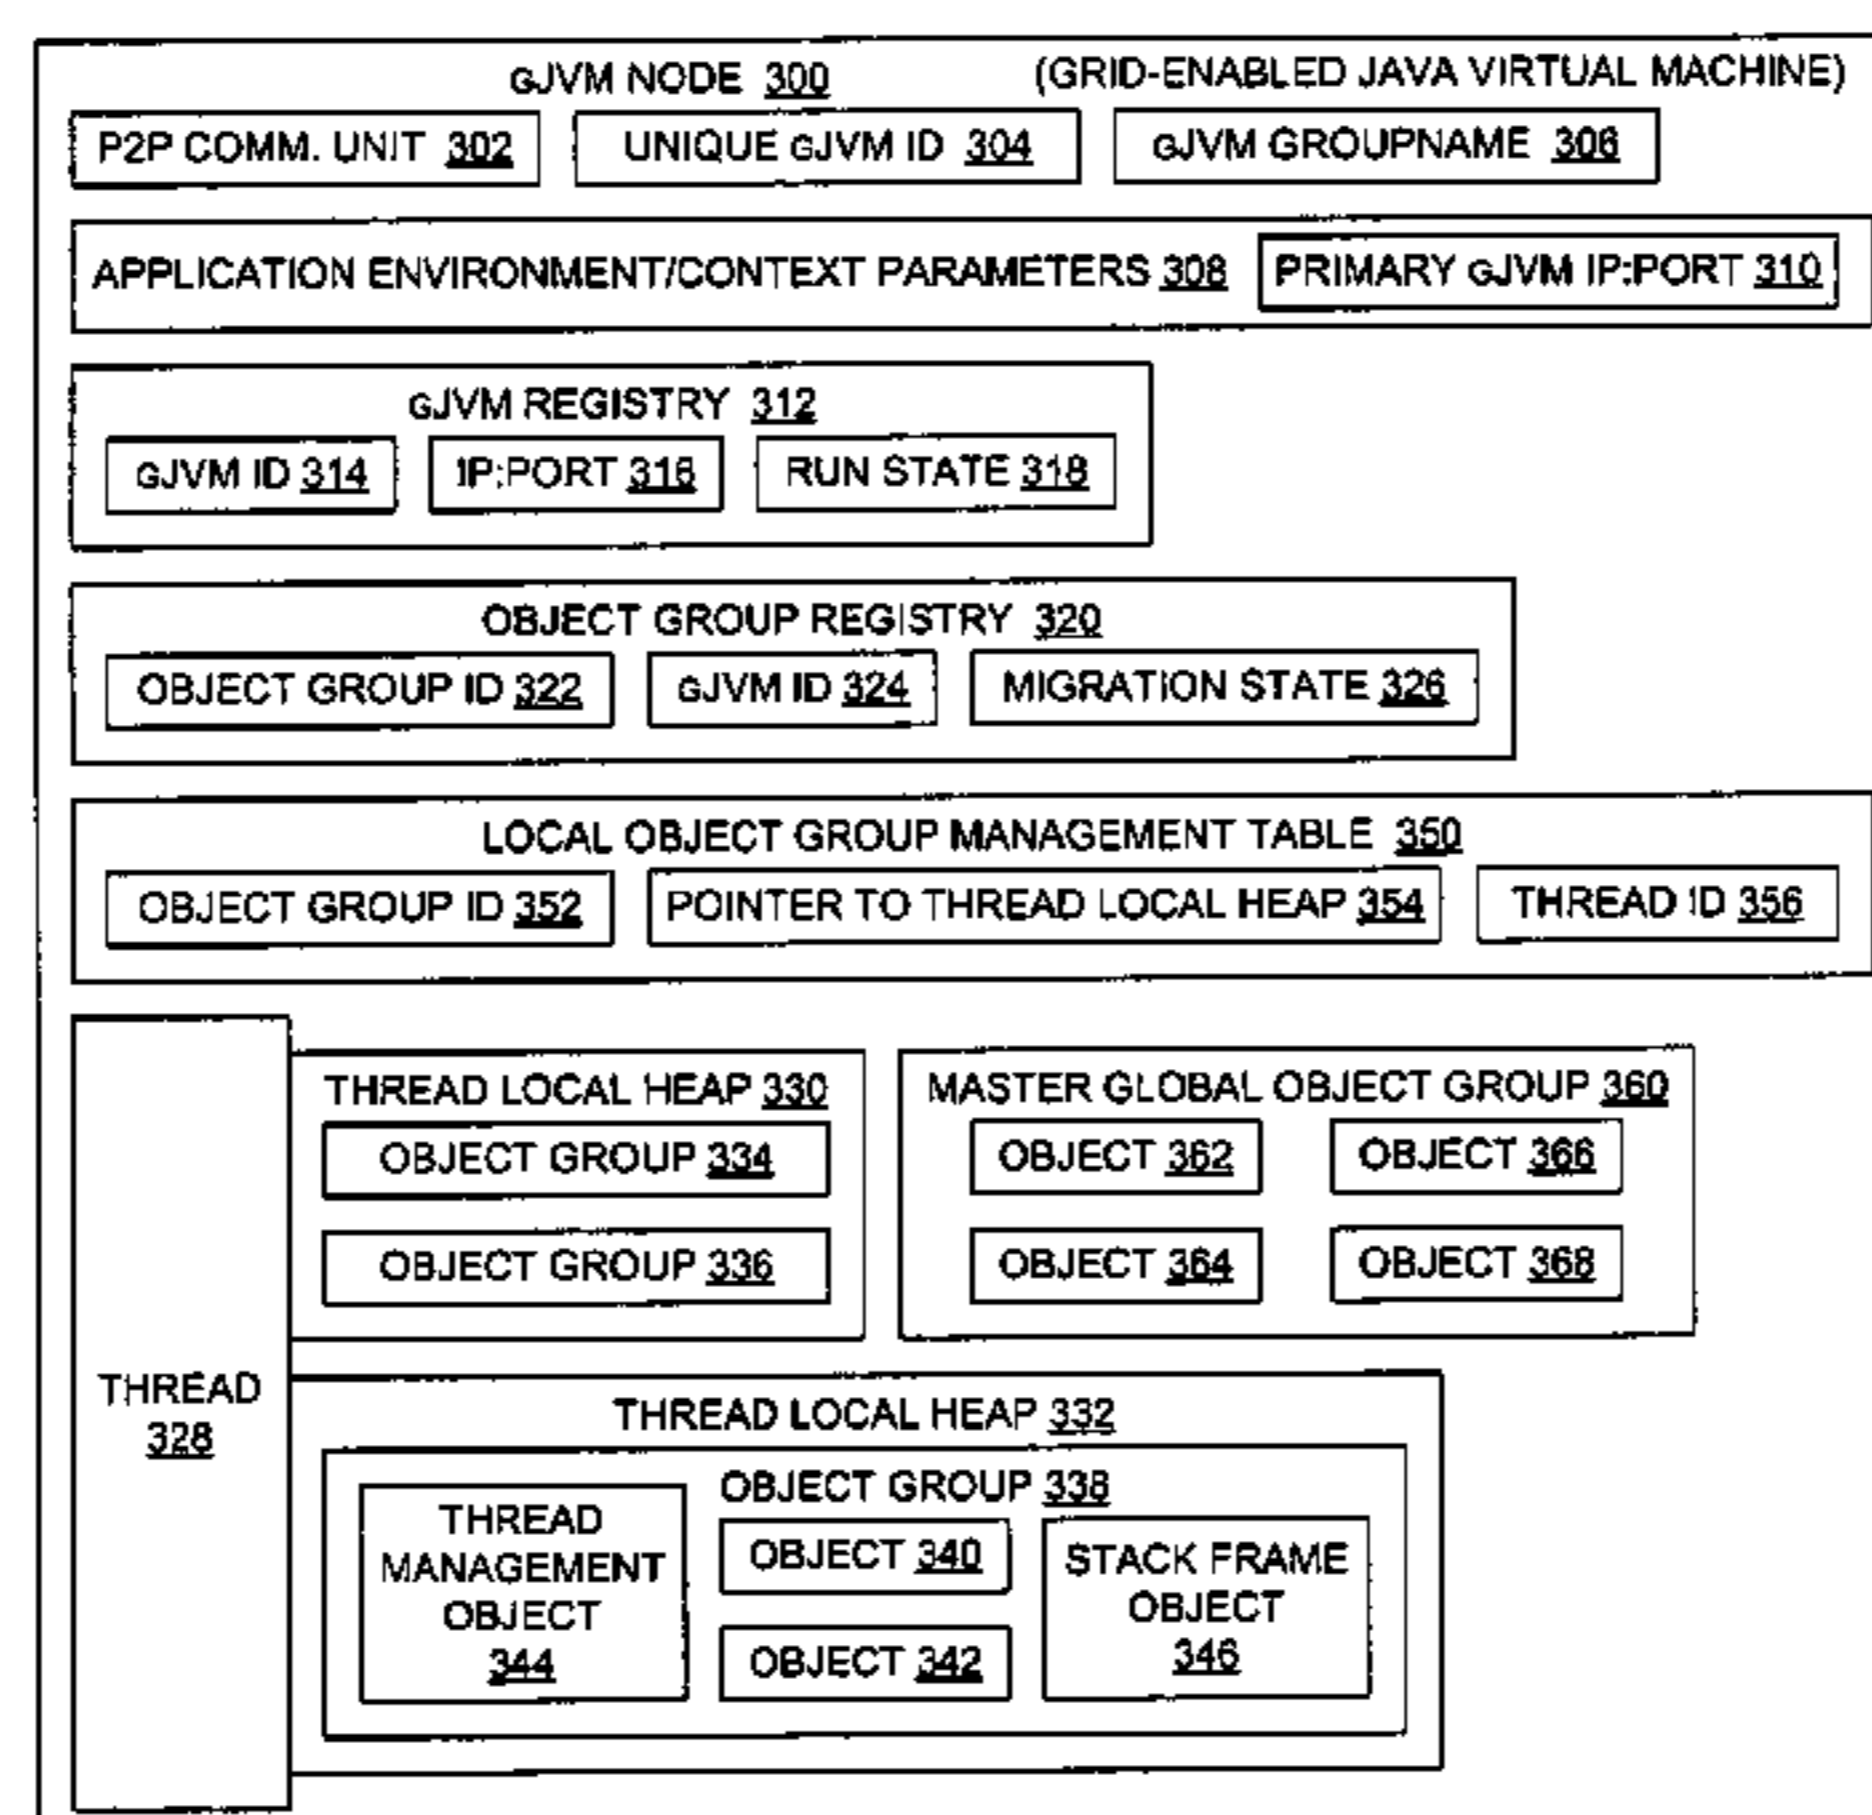 GJVM NODE 300 (GRID-ENABLED JAVA VIRTUAL MACHINE)
P2P COMM. UNIT 302 UNIQUE GJVM ID 304 GJVM GROUPNAME 306
APPLICATION ENVIRONMENT/CONTEXT PARAMETERS 308 PRIMARY GJVM IP:PORT 310
GJVM REGISTRY 312
GJVM ID 314 IP:PORT 316 RUN STATE 318
OBJECT GROUP REGISTRY 320
OBJECT GROUP ID 322 GJVM ID 324 MIGRATION STATE 326
LOCAL OBJECT GROUP MANAGEMENT TABLE 350
OBJECT GROUP ID 352 POINTER TO THREAD LOCAL HEAP 354 THREAD ID 356
THREAD
328
THREAD LOCAL HEAP 330
OBJECT GROUP 334
OBJECT GROUP 336
MASTER GLOBAL OBJECT GROUP 360
OBJECT 362 OBJECT 366
OBJECT 364 OBJECT 368
THREAD LOCAL HEAP 332
OBJECT GROUP 338
THREAD
MANAGEMENT
OBJECT
344
OBJECT 340
OBJECT 342
STACK FRAME
OBJECT
346